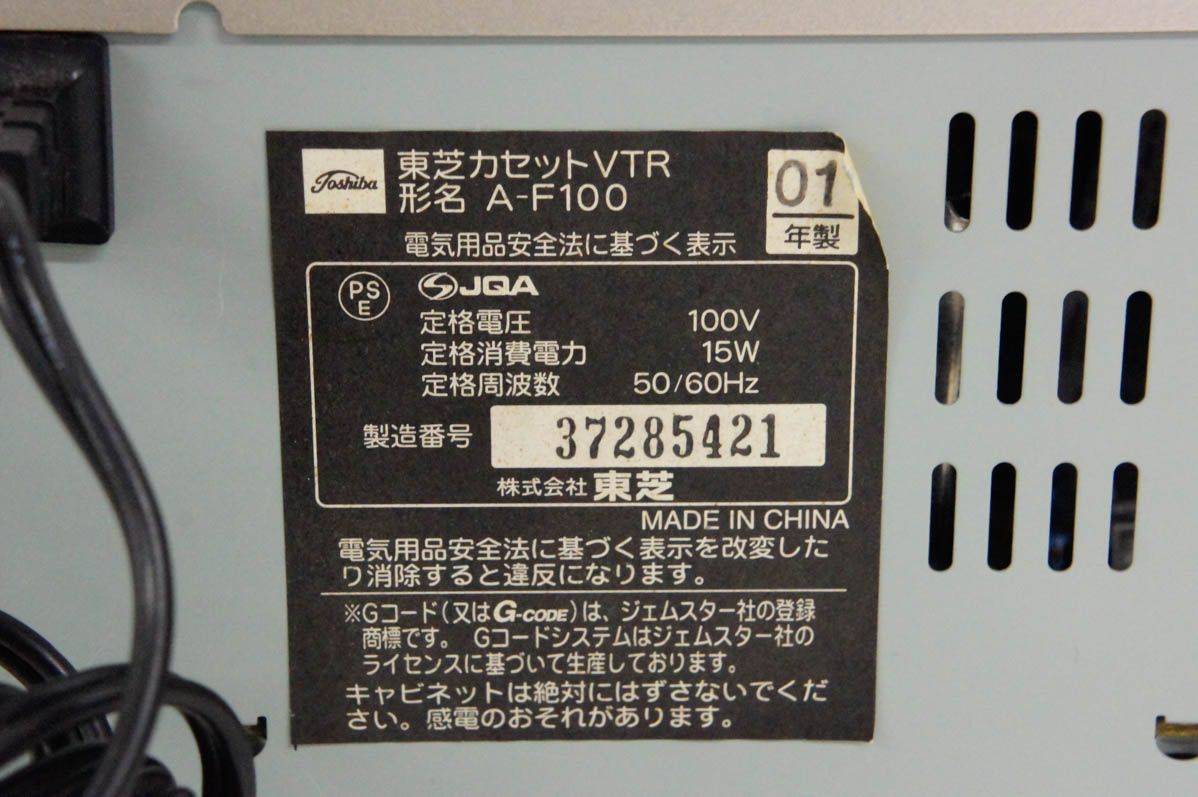 Toshiba
東芝カセットVTR
形名 A-F100
01
年製
電気用品安全法に基づく表示
PS
E
JQA
定格電圧 100V
定格消費電力 15W
定格周波数 50/60Hz
製造番号 37285421
株式会社 東芝
MADE IN CHINA
電気用品安全法に基づく表示を改変した
り消除すると違反になります。
※Gコード(又はG-CODE)は、ジェムスター社の登録
商標です。 Gコードシステムはジェムスター社の
ライセンスに基づいて生産しております。
キャビネットは絶対にはずさないでくだ
さい。感電のおそれがあります。